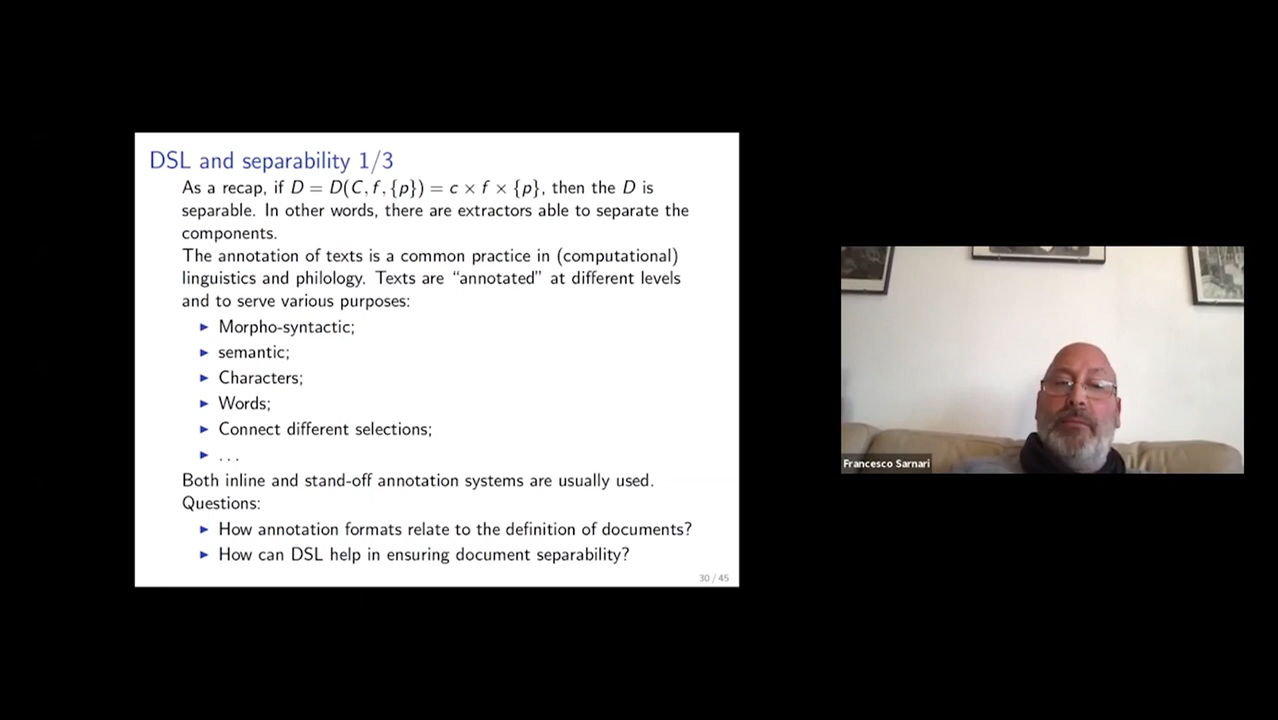 DSL and separability 1/3
As a recap, if D = D(C, f, {p}) = c × f × {p}, then the D is
separable. In other words, there are extractors able to separate the
components.
The annotation of texts is a common practice in (computational)
linguistics and philology. Texts are “annotated” at different levels
and to serve various purposes:
▶ Morpho-syntactic;
▶ semantic;
▶ Characters;
▶ Words;
▶ Connect different selections;
▶ . . .
Both inline and stand-off annotation systems are usually used.
Questions:
▶ How annotation formats relate to the definition of documents?
▶ How can DSL help in ensuring document separability?
30 / 45
Francesco Sarnari